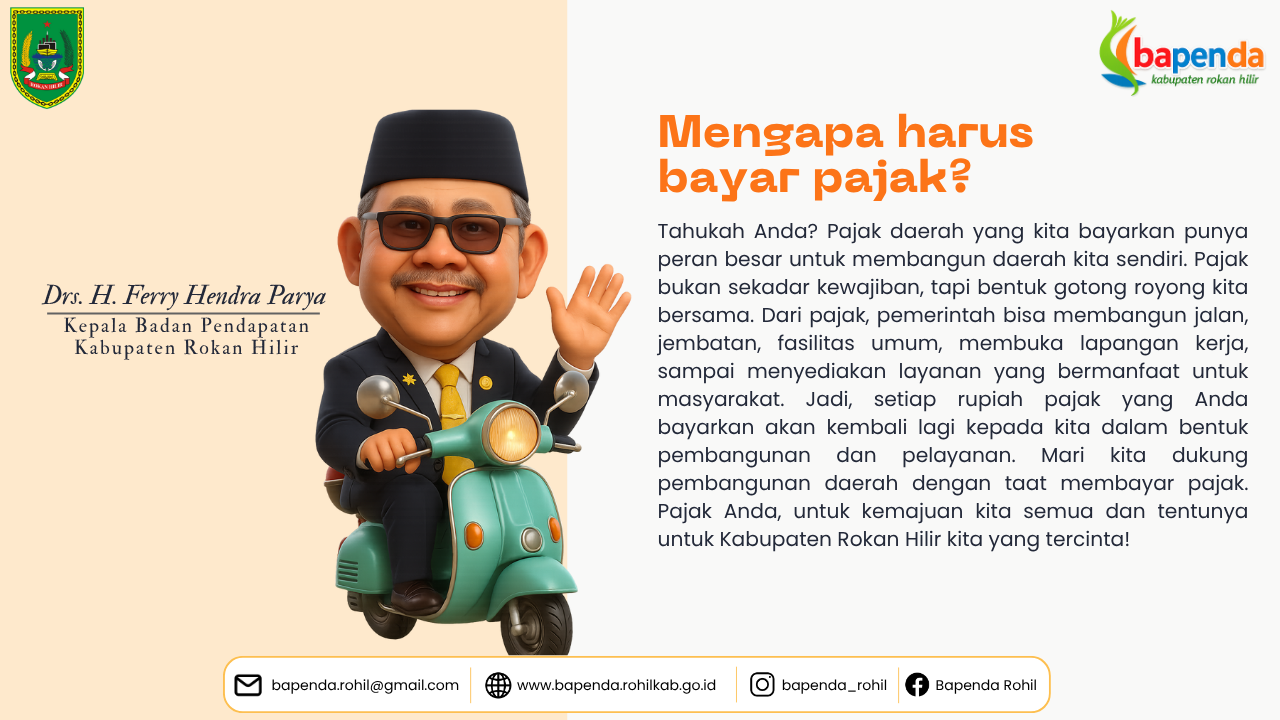 ROKAN HILIR
bapenda
kabupaten rokan hilir
Mengapa harus
bayar pajak?
Tahukah Anda? Pajak daerah yang kita bayarkan punya
peran besar untuk membangun daerah kita sendiri. Pajak
bukan sekadar kewajiban, tapi bentuk gotong royong kita
bersama. Dari pajak, pemerintah bisa membangun jalan,
jembatan, fasilitas umum, membuka lapangan kerja,
sampai menyediakan layanan yang bermanfaat untuk
masyarakat. Jadi, setiap rupiah pajak yang Anda
bayarkan akan kembali lagi kepada kita dalam bentuk
pembangunan dan pelayanan. Mari kita dukung
pembangunan daerah dengan taat membayar pajak.
Pajak Anda, untuk kemajuan kita semua dan tentunya
untuk Kabupaten Rokan Hilir kita yang tercinta!
Drs. H. Ferry Hendra Parya
Kepala Badan Pendapatan
Kabupaten Rokan Hilir
bapenda.rohil@gmail.com
www.bapenda.rohilkab.go.id
bapenda_rohil
Bapenda Rohil